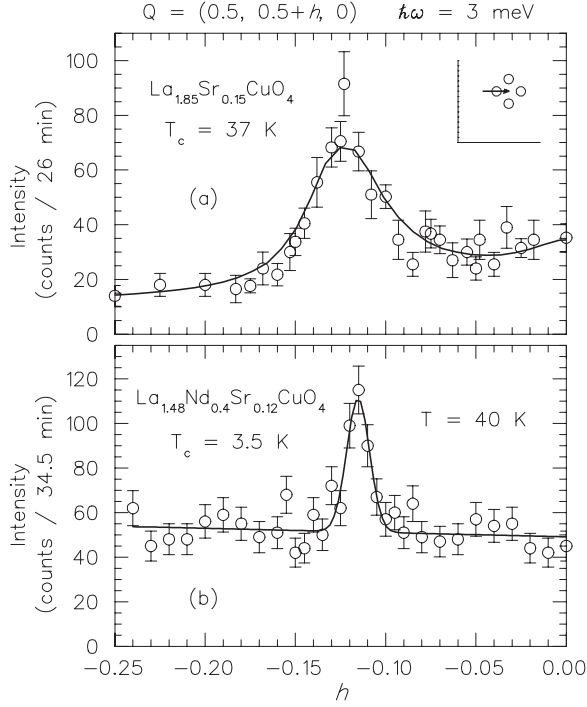 Q = (0.5, 0.5+h, 0) ħω = 3 meV
100
80
60
40
20
0
Intensity
(counts / 26 min)
La₁.₈₅Sr₀.₁₅CuO₄
T_c = 37 K
(a)
120
100
80
60
40
20
0
Intensity
(counts / 34.5 min)
La₁.₄₈Nd₀.₄Sr₀.₁₂CuO₄
T_c = 3.5 K
T = 40 K
(b)
−0.25 −0.20 −0.15 −0.10 −0.05 0.00
h